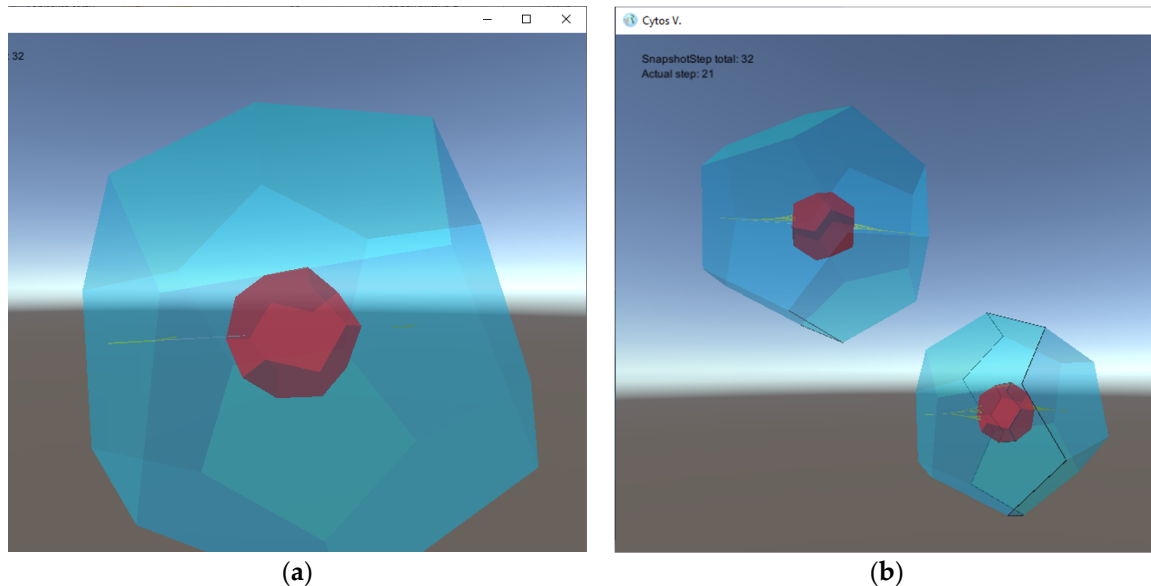 : 32
Cytos V.
SnapshotStep total: 32
Actual step: 21
(a)
(b)